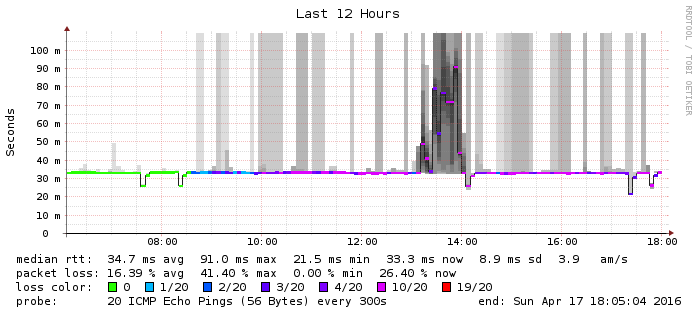 Last 12 Hours
RRDTOOL / TOBI OETIKER
Seconds
100 m
90 m
80 m
70 m
60 m
50 m
40 m
30 m
20 m
10 m
0
08:00 10:00 12:00 14:00 16:00 18:00
median rtt: 34.7 ms avg 91.0 ms max 21.5 ms min 33.3 ms now 8.9 ms sd 3.9 am/s
packet loss: 16.39 % avg 41.40 % max 0.00 % min 26.40 % now
loss color: 0 1/20 2/20 3/20 4/20 10/20 19/20
probe: 20 ICMP Echo Pings (56 Bytes) every 300s end: Sun Apr 17 18:05:04 2016